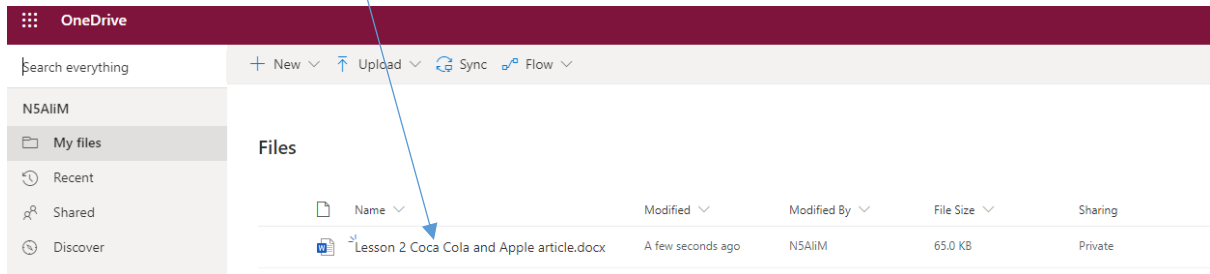 OneDrive
Search everything
New Upload Sync Flow
N5AliM
My files
Files
Recent
Shared
Name Modified Modified By File Size Sharing
Discover
Lesson 2 Coca Cola and Apple article.docx A few seconds ago N5AliM 65.0 KB Private